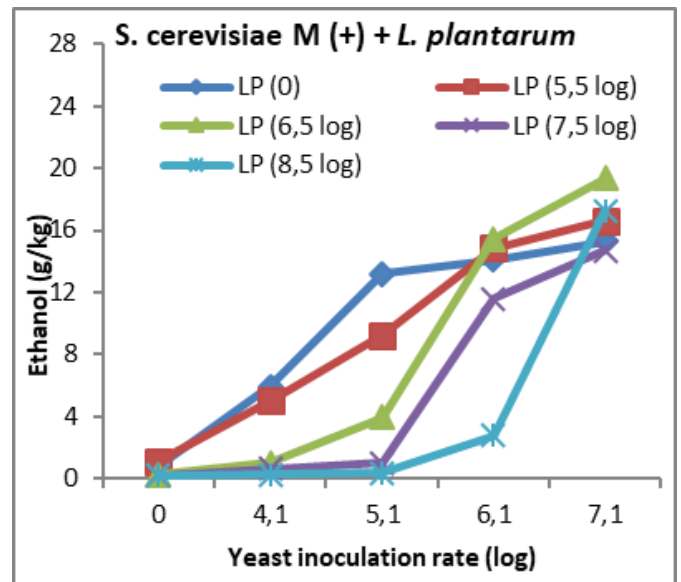 S. cerevisiae M (+) + L. plantarum
LP (0)
LP (5,5 log)
LP (6,5 log)
LP (7,5 log)
LP (8,5 log)
28
24
20
16
12
8
4
0
Ethanol (g/kg)
0 4,1 5,1 6,1 7,1
Yeast inoculation rate (log)